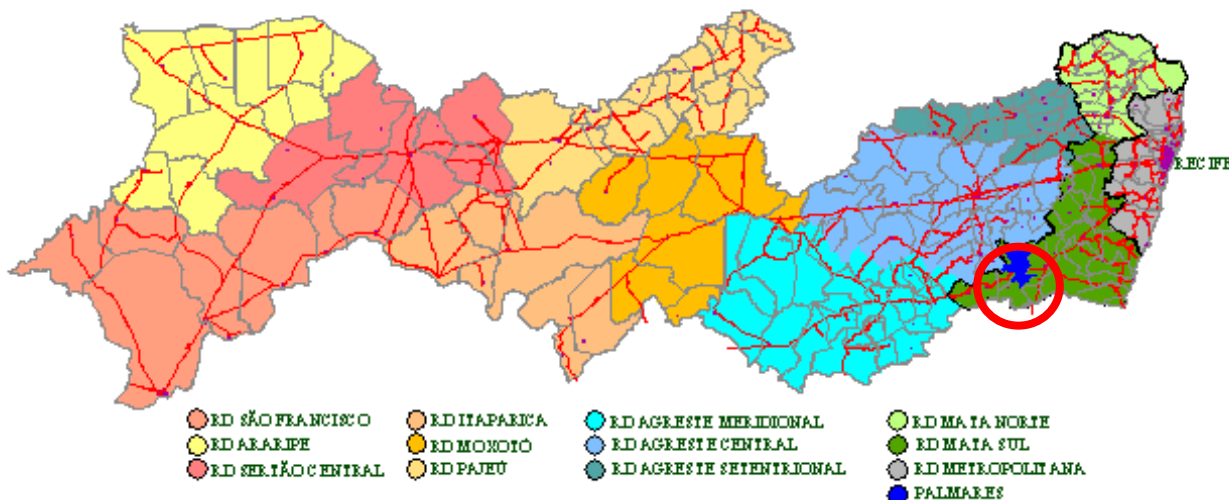 RECIFE
RD SÃO FRANCISCO
RD ARARIPE
RD SERTÃO CENTRAL
RD ITAPARICA
RD MOXOTÓ
RD PAJEÚ
RD AGRESTE MERIDIONAL
RD AGRESTE CENTRAL
RD AGRESTE SETENTRIONAL
RD MATA NORTE
RD MATA SUL
RD METROPOLITANA
PALMARES